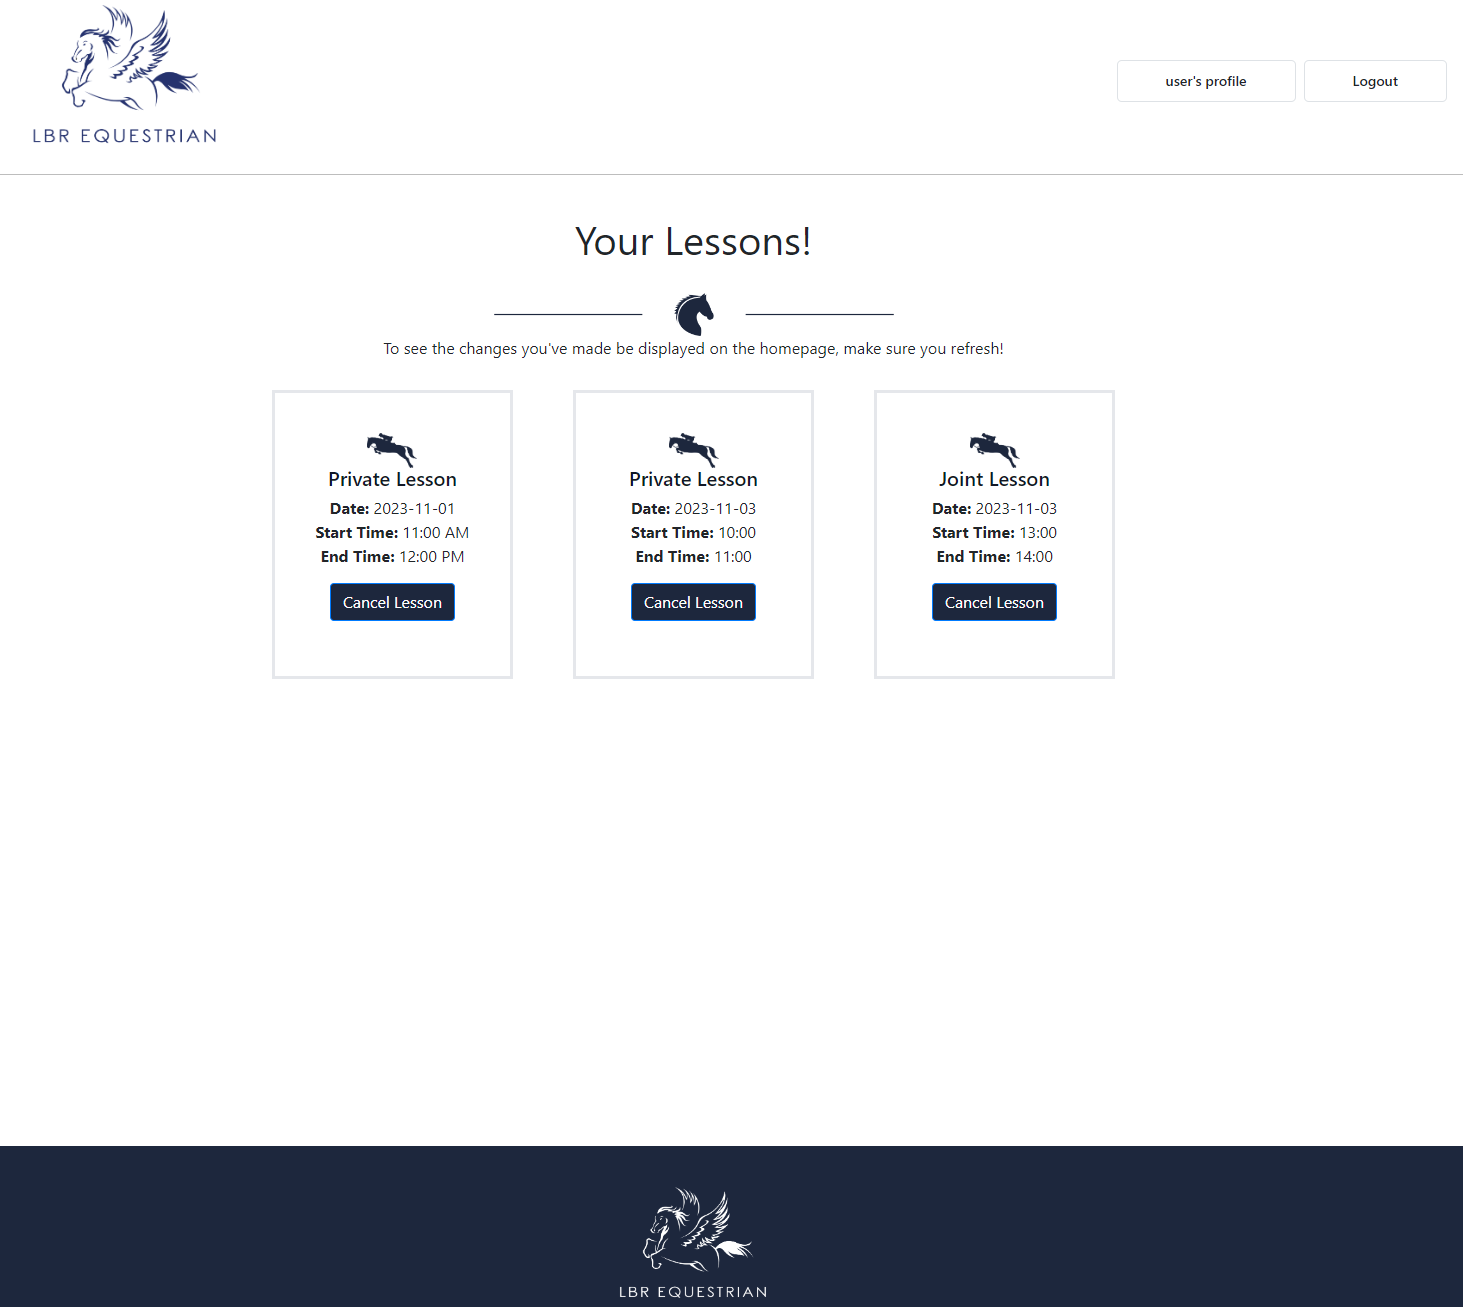 LBR EQUESTRIAN
user's profile
Logout
Your Lessons!
To see the changes you've made be displayed on the homepage, make sure you refresh!
Private Lesson
Date: 2023-11-01
Start Time: 11:00 AM
End Time: 12:00 PM
Cancel Lesson
Private Lesson
Date: 2023-11-03
Start Time: 10:00
End Time: 11:00
Cancel Lesson
Joint Lesson
Date: 2023-11-03
Start Time: 13:00
End Time: 14:00
Cancel Lesson
LBR EQUESTRIAN